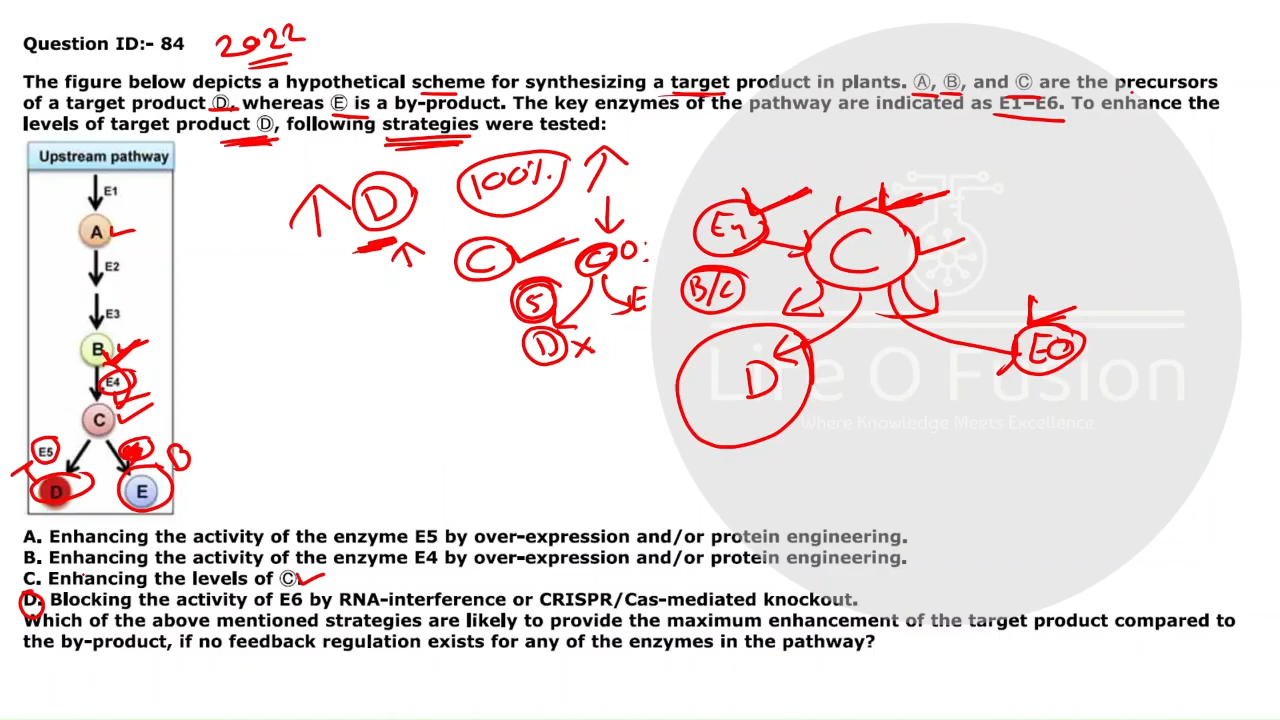 Question ID:- 84
2022
The figure below depicts a hypothetical scheme for synthesizing a target product in plants. Ⓐ, Ⓑ, and Ⓒ are the precursors
of a target product Ⓓ, whereas Ⓔ is a by-product. The key enzymes of the pathway are indicated as E1–E6. To enhance the
levels of target product Ⓓ, following strategies were tested:
Upstream pathway
E1
A
E2
E3
B
E4
C
E5
D
E
B
D
100%
C
C
5
D
E
E4
C
B/C
D
Life O Fusion
Where Knowledge Meets Excellence
A. Enhancing the activity of the enzyme E5 by over-expression and/or protein engineering.
B. Enhancing the activity of the enzyme E4 by over-expression and/or protein engineering.
C. Enhancing the levels of Ⓒ.
D. Blocking the activity of E6 by RNA-interference or CRISPR/Cas-mediated knockout.
Which of the above mentioned strategies are likely to provide the maximum enhancement of the target product compared to
the by-product, if no feedback regulation exists for any of the enzymes in the pathway?